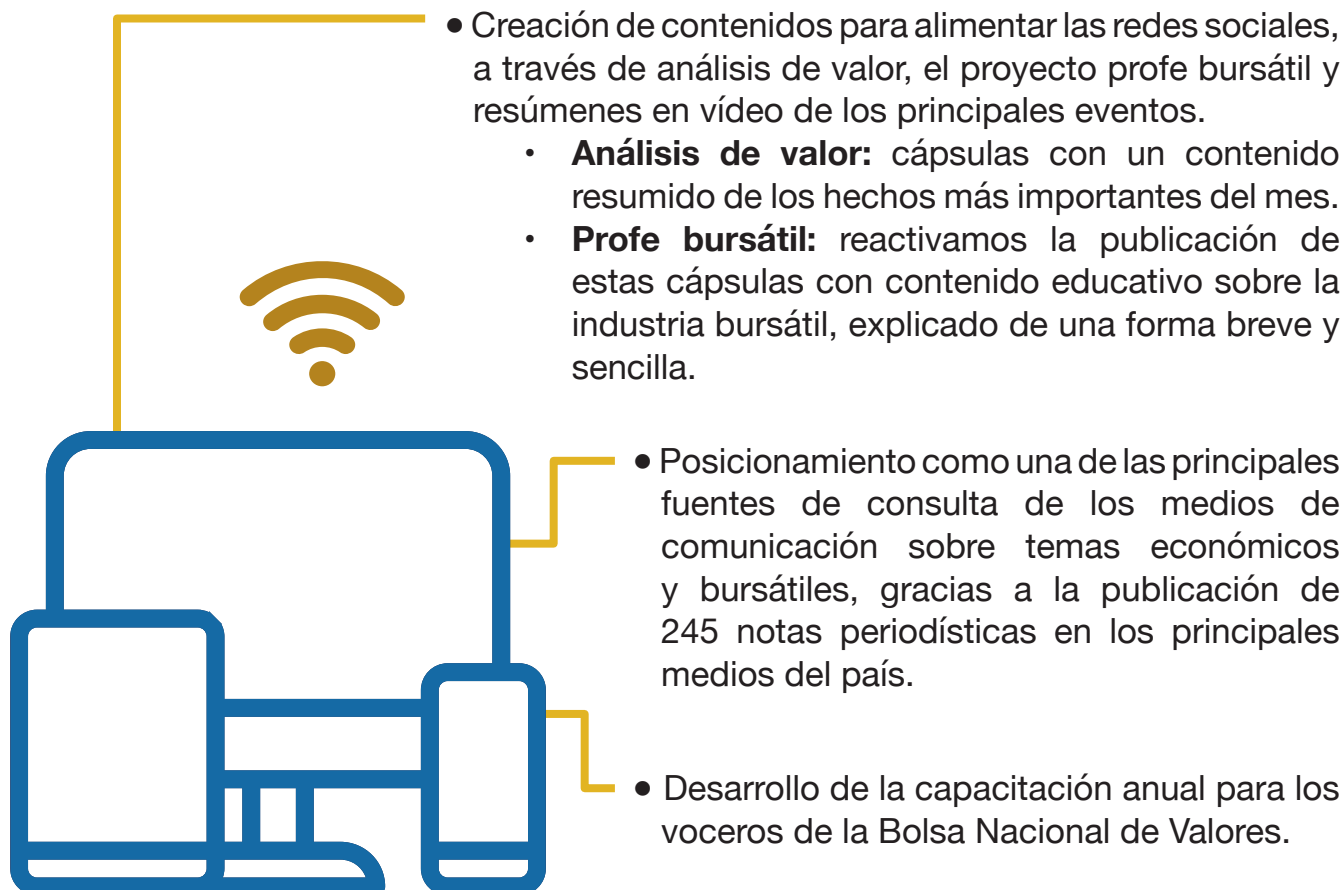 ● Creación de contenidos para alimentar las redes sociales,
a través de análisis de valor, el proyecto profe bursátil y
resúmenes en vídeo de los principales eventos.
• Análisis de valor: cápsulas con un contenido
resumido de los hechos más importantes del mes.
• Profe bursátil: reactivamos la publicación de
estas cápsulas con contenido educativo sobre la
industria bursátil, explicado de una forma breve y
sencilla.
● Posicionamiento como una de las principales
fuentes de consulta de los medios de
comunicación sobre temas económicos
y bursátiles, gracias a la publicación de
245 notas periodísticas en los principales
medios del país.
● Desarrollo de la capacitación anual para los
voceros de la Bolsa Nacional de Valores.